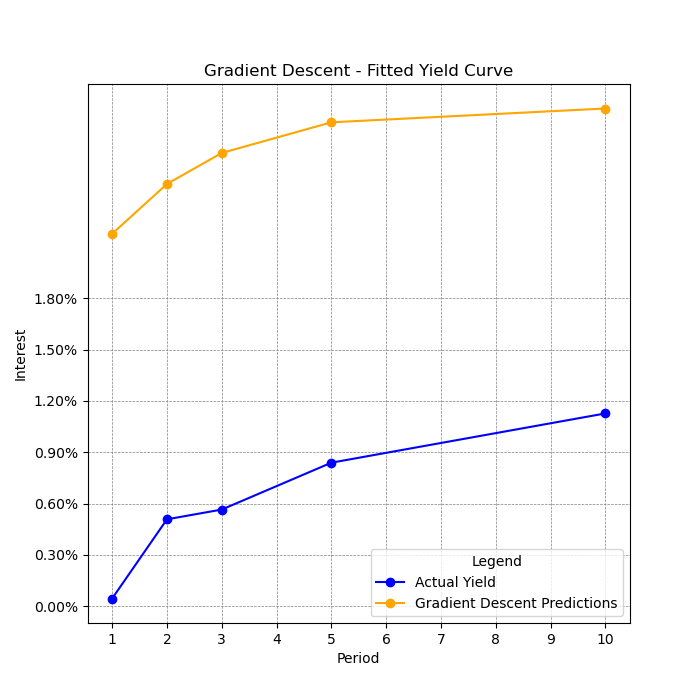 Gradient Descent - Fitted Yield Curve
1.80%
1.50%
1.20%
0.90%
0.60%
0.30%
0.00%
Interest
Legend
Actual Yield
Gradient Descent Predictions
1 2 3 4 5 6 7 8 9 10
Period